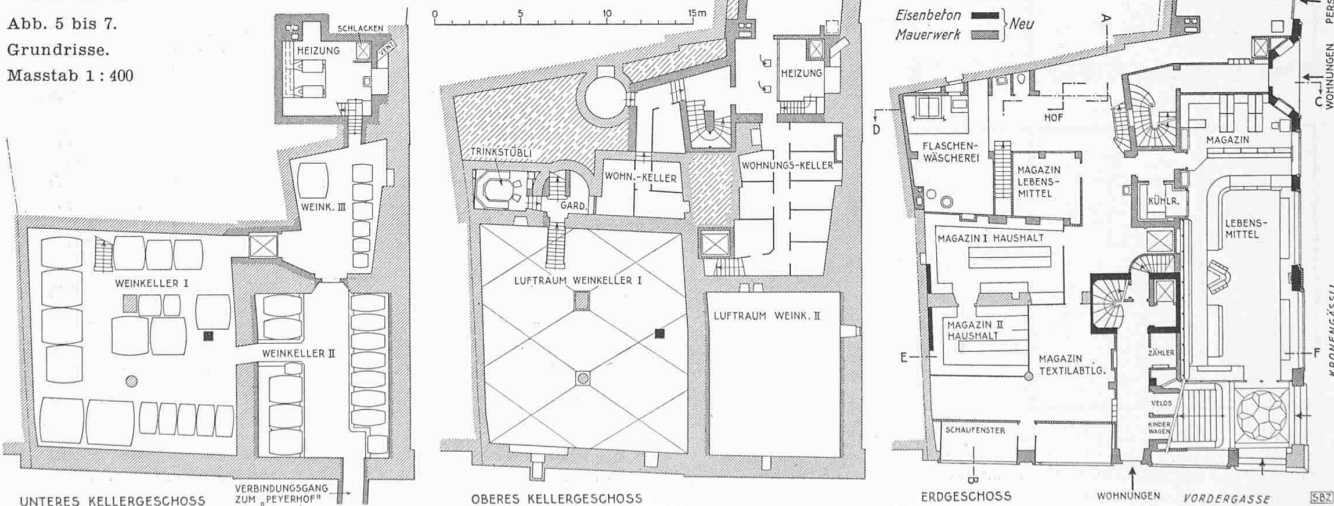 Abb. 5 bis 7.
Grundrisse.
Masstab 1 : 400
SCHLACKEN
HEIZUNG
WEINK. III
WEINKELLER I
WEINKELLER II
UNTERES KELLERGESCHOSS
VERBINDUNGSGANG
ZUM „PEYERHOF"
0 5 10 15 m
HEIZUNG
TRINKSTÜBLI
WOHN.-KELLER
WOHNUNGS-KELLER
GARD.
LUFTRAUM WEINKELLER I
LUFTRAUM WEINK. II
OBERES KELLERGESCHOSS
Eisenbeton
Mauerwerk
Neu
A
PERS
WOHNUNGEN
C
D
HOF
MAGAZIN
FLASCHEN-
WÄSCHEREI
MAGAZIN
LEBENS-
MITTEL
KÜHLR.
LEBENS-
MITTEL
MAGAZIN I HAUSHALT
MAGAZIN II
HAUSHALT
E
MAGAZIN
TEXTILABTLG.
ZÄHLER
F
KRONENGÄSSLI
VELOS
KINDER
WAGEN
SCHAUFENSTER
B
ERDGESCHOSS
WOHNUNGEN
VORDERGASSE
SBZ